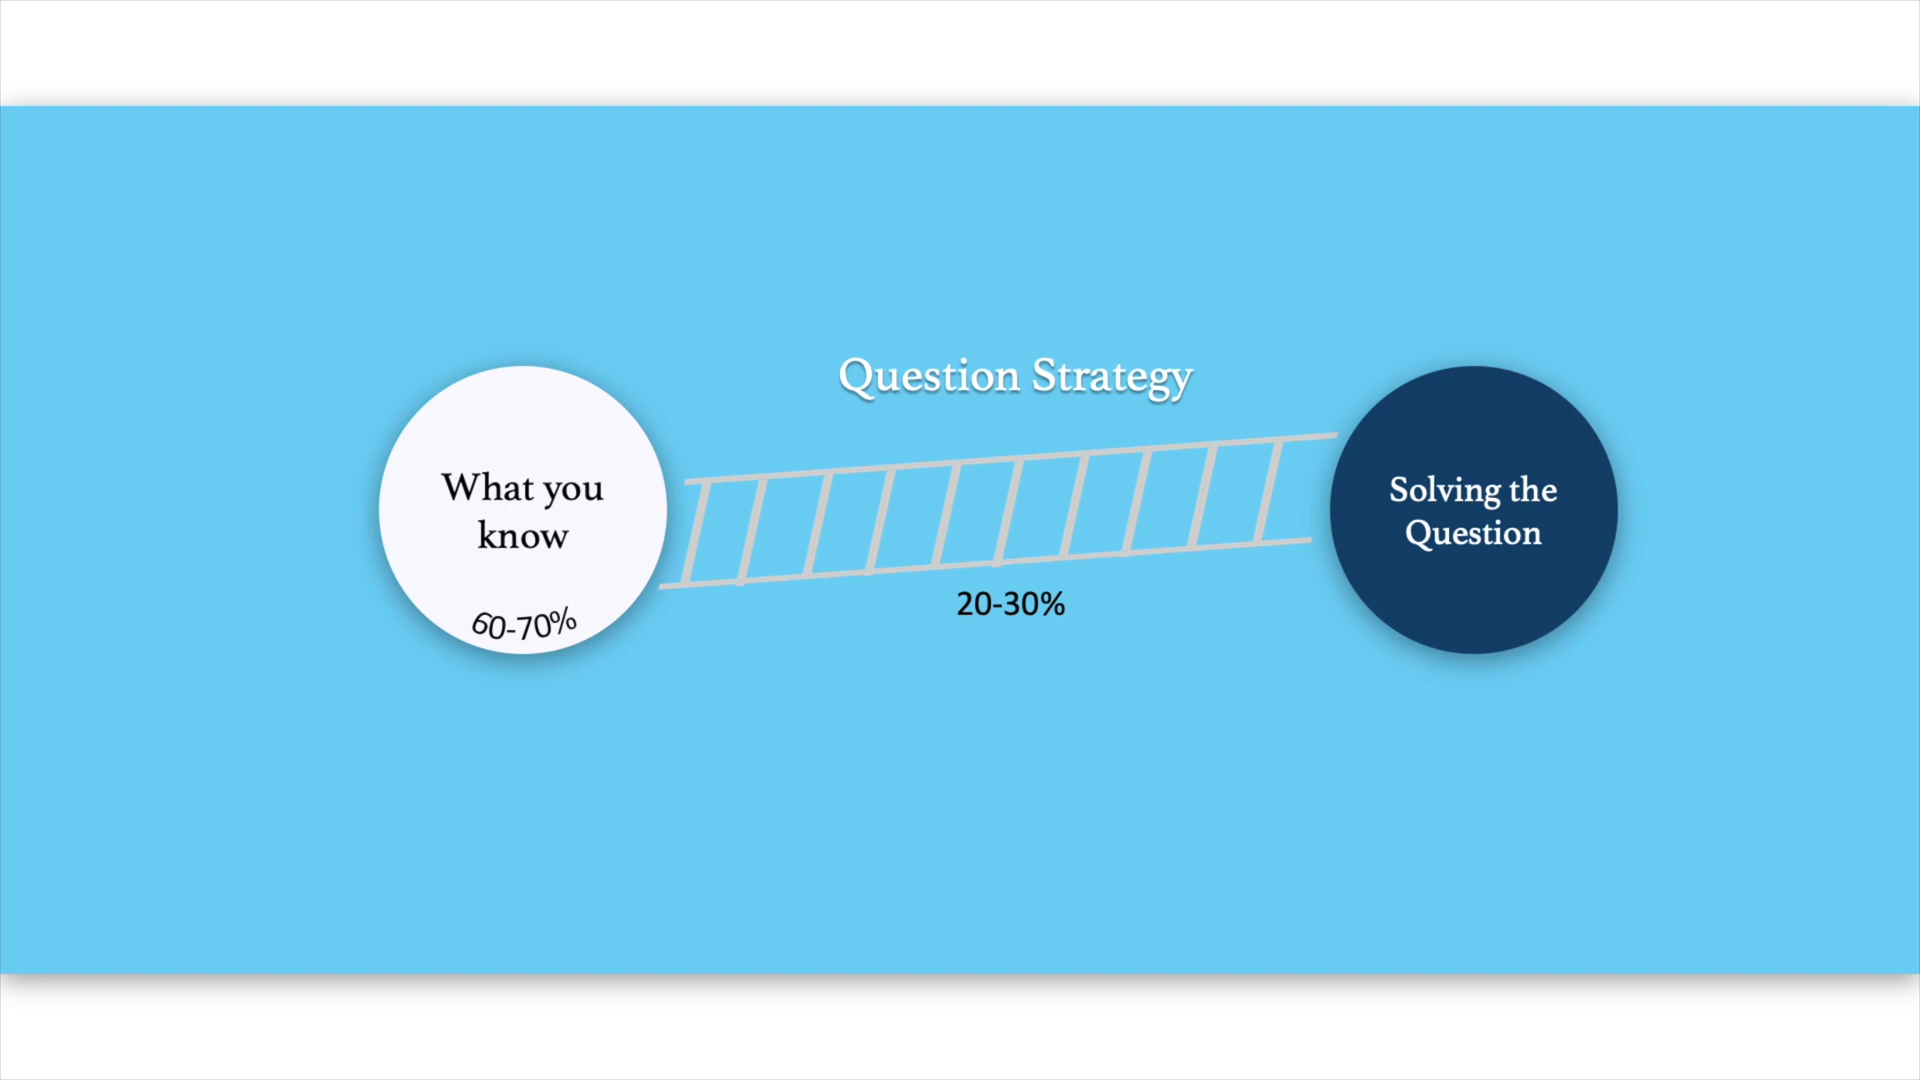 Question Strategy
What you
know
60-70%
20-30%
Solving the
Question